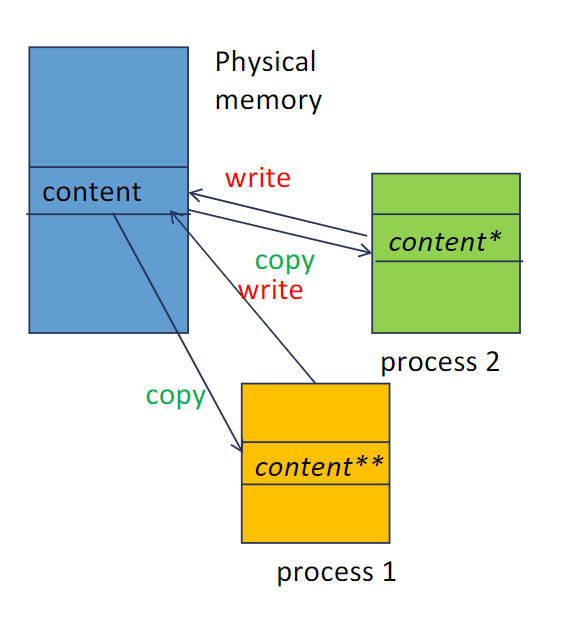 Physical
memory
content
write
content*
copy
write
process 2
copy
content**
process 1